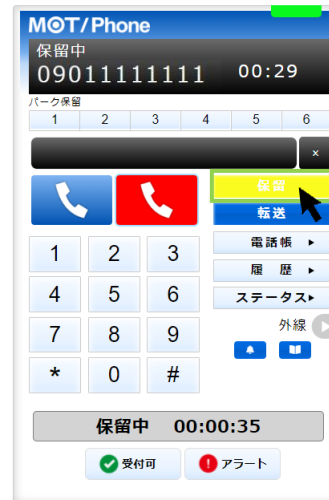 MOT/Phone
保留中
09011111111 00:29
パーク保留
1 2 3 4 5 6
×
保留
転送
電話帳 ▸
1 2 3
履 歴 ▸
4 5 6
ステータス▸
7 8 9
外線
* 0 #
保留中 00:00:35
受付可 アラート